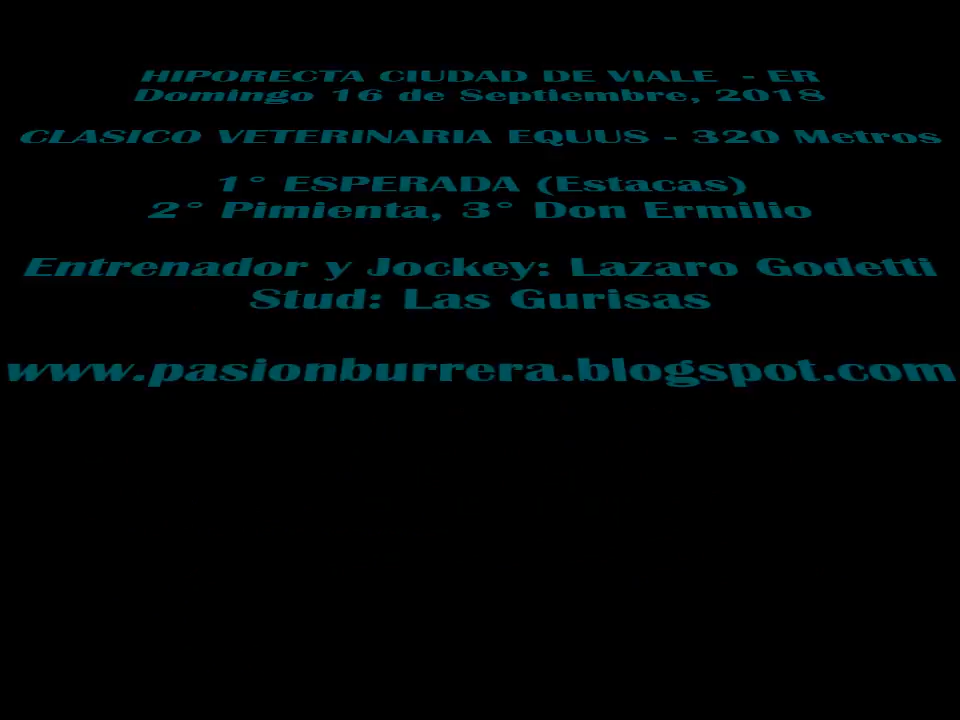 HIPORECTA CIUDAD DE VIALE - ER
Domingo 16 de Septiembre, 2018
CLASICO VETERINARIA EQUUS - 320 Metros
1° ESPERADA (Estacas)
2° Pimienta, 3° Don Ermilio
Entrenador y Jockey: Lazaro Godetti
Stud: Las Gurisas
www.pasionburrera.blogspot.com